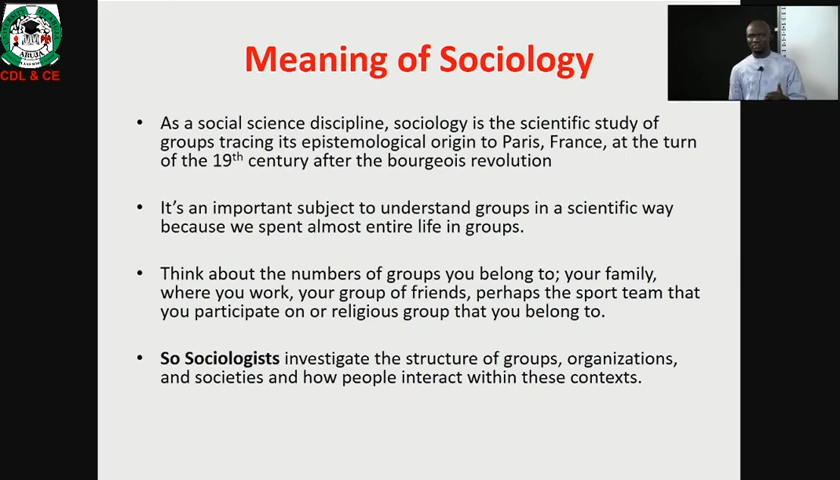 UNIVERSITY OF ABUJA
ABUJA
CDL & CE
Meaning of Sociology
• As a social science discipline, sociology is the scientific study of
groups tracing its epistemological origin to Paris, France, at the turn
of the 19th century after the bourgeois revolution
• It's an important subject to understand groups in a scientific way
because we spent almost entire life in groups.
• Think about the numbers of groups you belong to; your family,
where you work, your group of friends, perhaps the sport team that
you participate on or religious group that you belong to.
• So Sociologists investigate the structure of groups, organizations,
and societies and how people interact within these contexts.